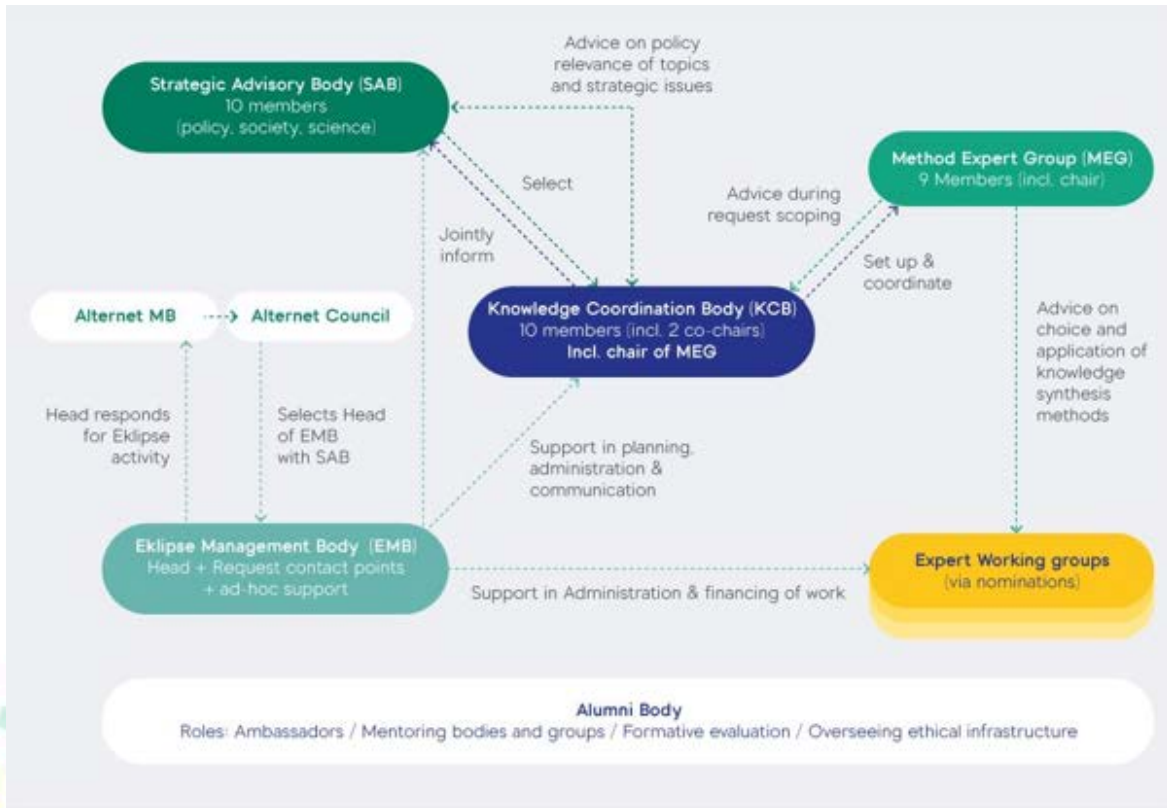 Advice on policy
relevance of topics
and strategic issues
Strategic Advisory Body (SAB)
10 members
(policy, society, science)
Method Expert Group (MEG)
9 Members (incl. chair)
Select
Advice during
request scoping
Jointly
inform
Set up &
coordinate
Knowledge Coordination Body (KCB)
10 members (incl. 2 co-chairs)
Incl. chair of MEG
Alternet MB
Alternet Council
Advice on
choice and
application of
knowledge
synthesis
methods
Head responds
for Eklipse
activity
Selects Head
of EMB
with SAB
Support in planning,
administration &
communication
Eklipse Management Body (EMB)
Head + Request contact points
+ ad-hoc support
Support in Administration & financing of work
Expert Working groups
(via nominations)
Alumni Body
Roles: Ambassadors / Mentoring bodies and groups / Formative evaluation / Overseeing ethical infrastructure